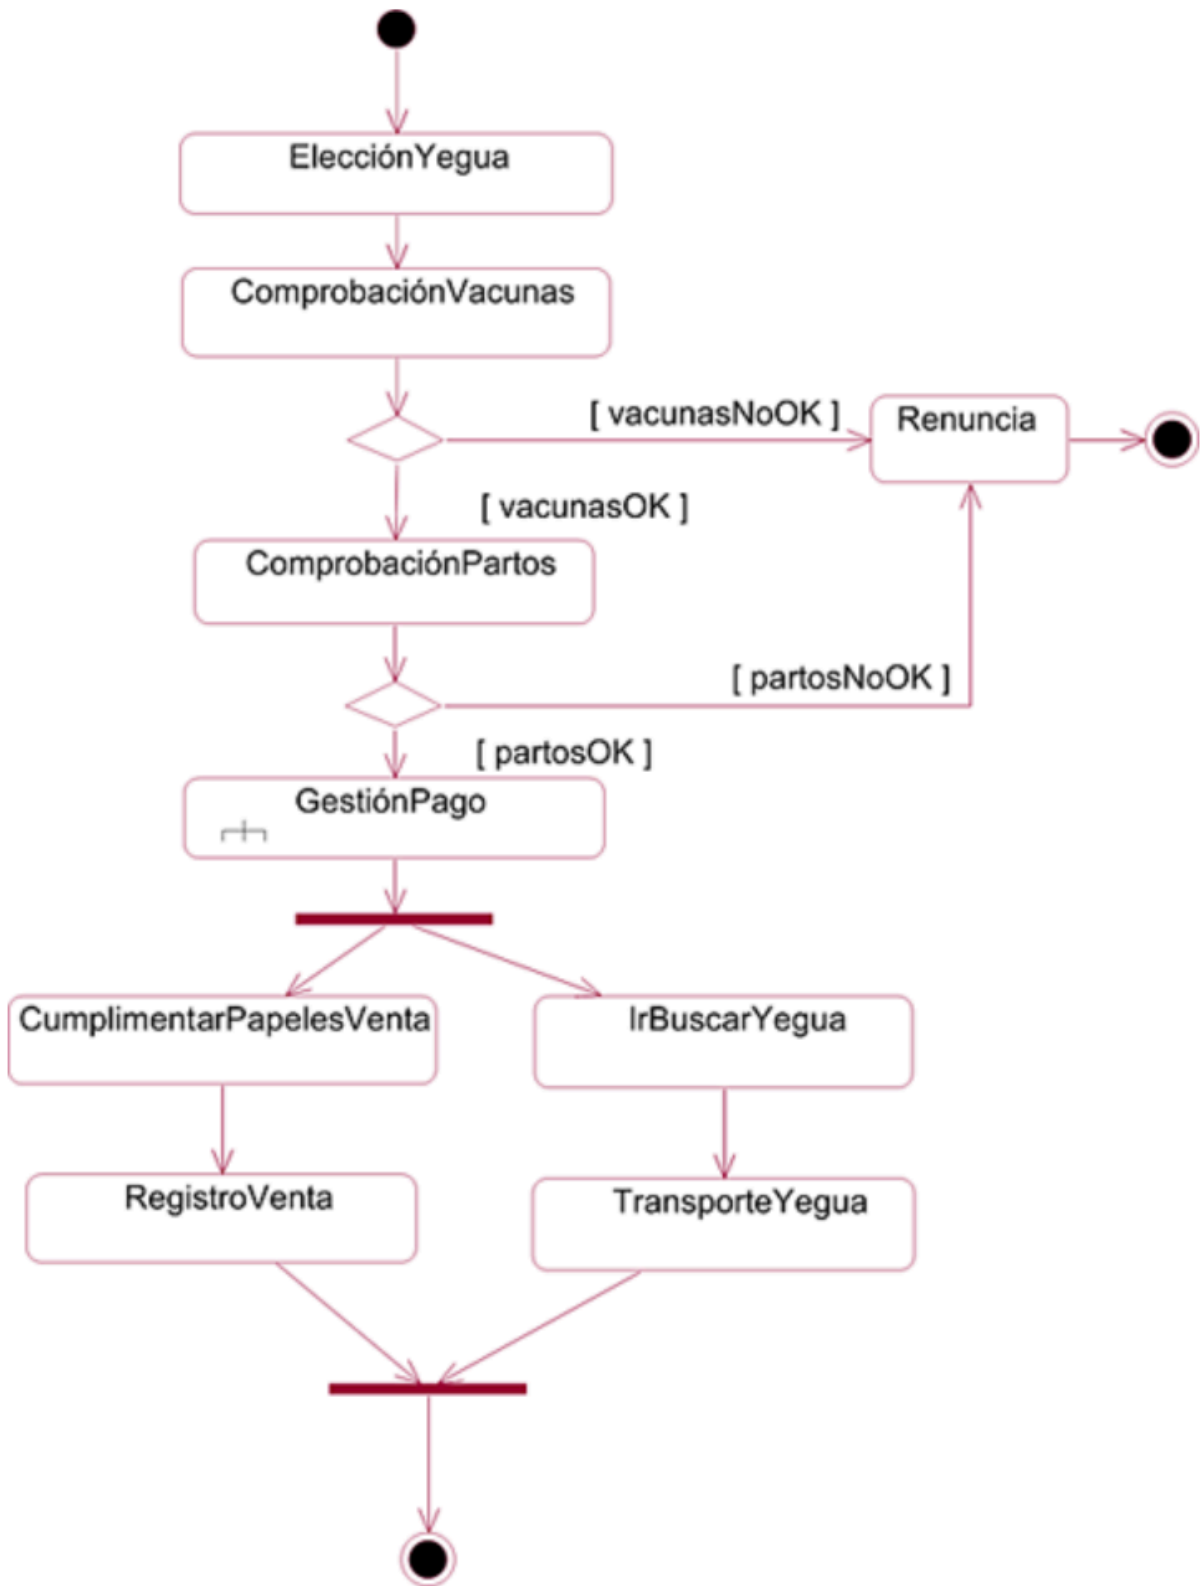 ElecciónYegua
ComprobaciónVacunas
[ vacunasNoOK ]
Renuncia
[ vacunasOK ]
ComprobaciónPartos
[ partosNoOK ]
[ partosOK ]
GestiónPago
CumplimentarPapelesVenta
IrBuscarYegua
RegistroVenta
TransporteYegua